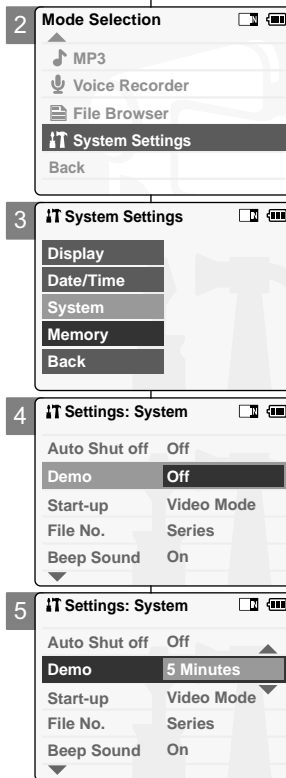 2
Mode Selection
MP3
Voice Recorder
File Browser
System Settings
Back
3
System Settings
Display
Date/Time
System
Memory
Back
4
Settings: System
Auto Shut off Off
Demo Off
Start-up Video Mode
File No. Series
Beep Sound On
5
Settings: System
Auto Shut off Off
Demo 5 Minutes
Start-up Video Mode
File No. Series
Beep Sound On